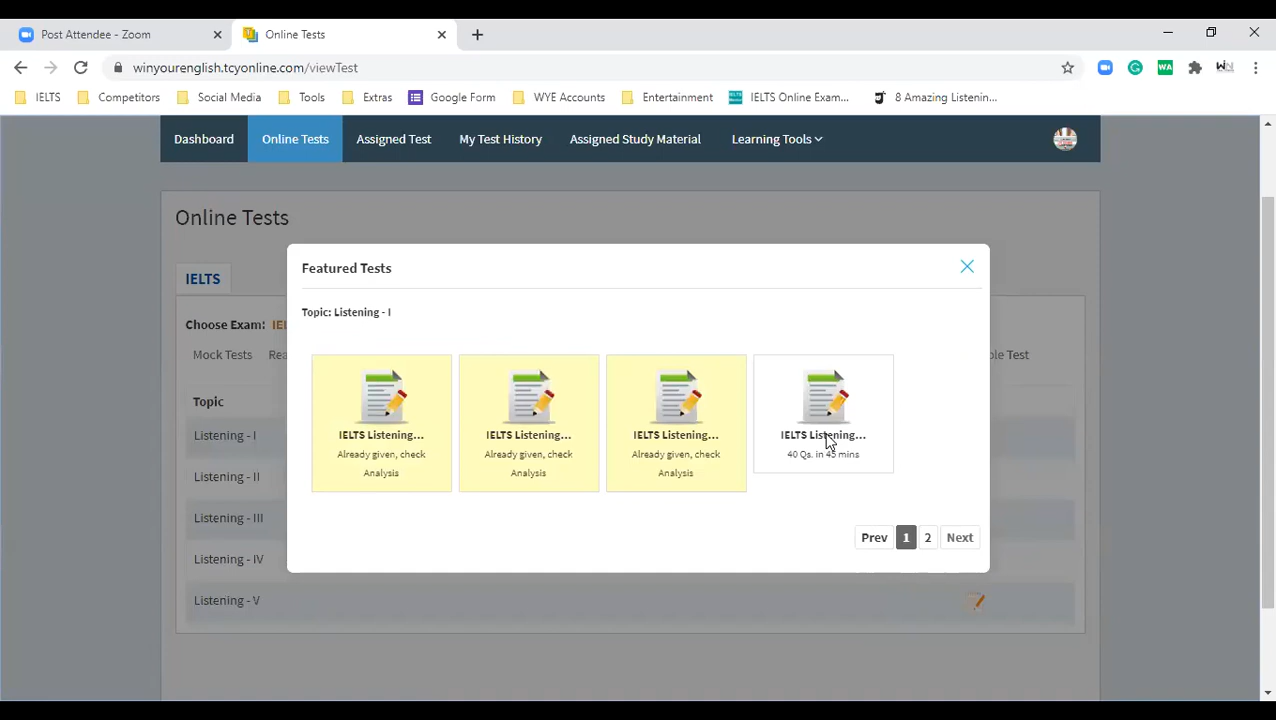 Post Attendee - Zoom
Online Tests
winyourenglish.tcyonline.com/viewTest
IELTS
Competitors
Social Media
Tools
Extras
Google Form
WYE Accounts
Entertainment
IELTS Online Exam...
8 Amazing Listenin...
Dashboard
Online Tests
Assigned Test
My Test History
Assigned Study Material
Learning Tools
Online Tests
IELTS
Featured Tests
Topic: Listening - I
Choose Exam:
Mock Tests
Topic
Listening - I
Listening - II
Listening - III
Listening - IV
Listening - V
IELTS Listening...
Already given, check
Analysis
IELTS Listening...
Already given, check
Analysis
IELTS Listening...
Already given, check
Analysis
IELTS Listening...
40 Qs. in 45 mins
Prev 1 2 Next
Test